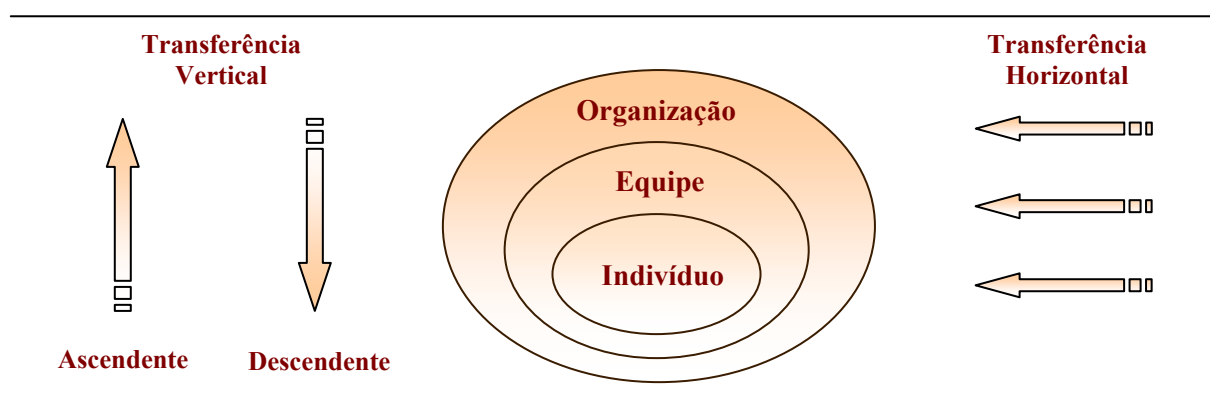 Transferência
Vertical
Transferência
Horizontal
Organização
Equipe
Indivíduo
Ascendente
Descendente